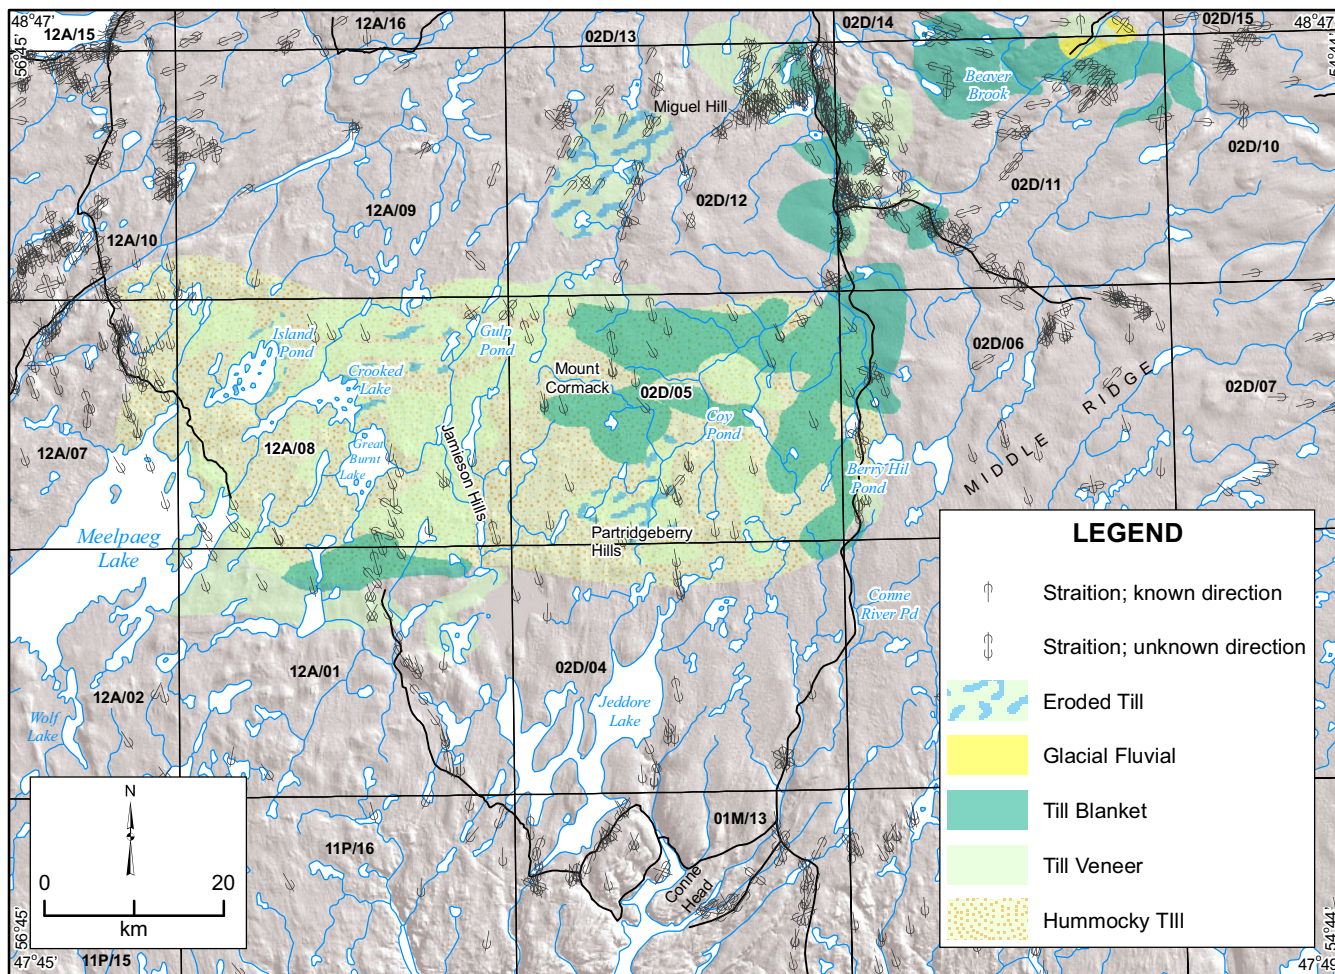 48°47'
12A/16
02D/14
02D/15
48°47'
12A/15
02D/13
56°45'
54°44'
Beaver
Brook
Miguel Hill
02D/10
02D/11
02D/12
12A/09
12A/10
Island
Pond
Gulp
Pond
02D/06
Crooked
Lake
Mount
Cormack
02D/05
02D/07
MIDDLE RIDGE
Coy
Pond
12A/07
12A/08
Great
Burnt
Lake
Jamieson Hills
Berry Hil
Pond
Meelpaeg
Lake
Partridgeberry
Hills
Conne
River Pd
12A/01
02D/04
12A/02
Wolf
Lake
Jeddore
Lake
01M/13
11P/16
Conne
Head
11P/15
N
0 20
km
56°45'
47°45'
LEGEND
Straition; known direction
Straition; unknown direction
Eroded Till
Glacial Fluvial
Till Blanket
Till Veneer
Hummocky TIll
54°44'
47°49'